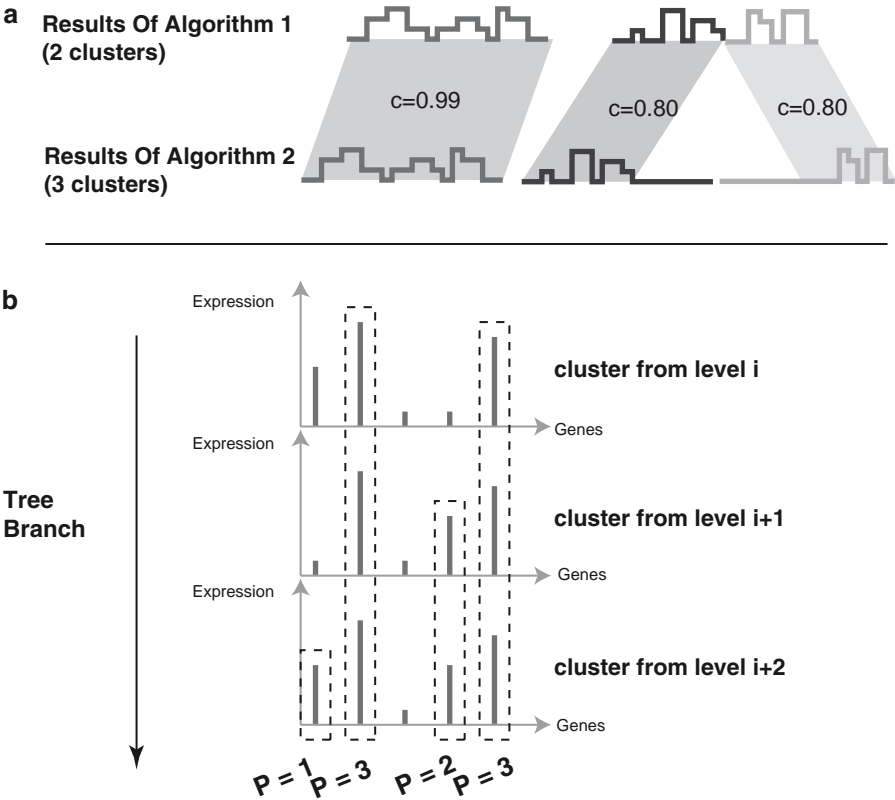 a
Results Of Algorithm 1
(2 clusters)
c=0.99
c=0.80
c=0.80
Results Of Algorithm 2
(3 clusters)
b
Expression
cluster from level i
Genes
Expression
Tree
Branch
cluster from level i+1
Genes
Expression
cluster from level i+2
Genes
P = 1
P = 3
P = 2
P = 3